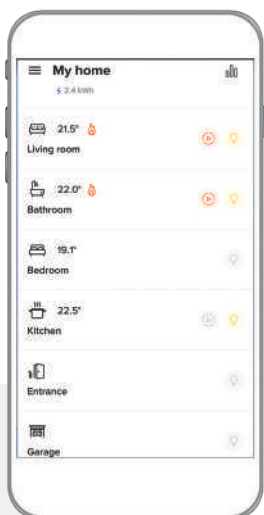 My home
2.4 kWh
21.5°
Living room
22.0°
Bathroom
19.1°
Bedroom
22.5°
Kitchen
Entrance
Garage